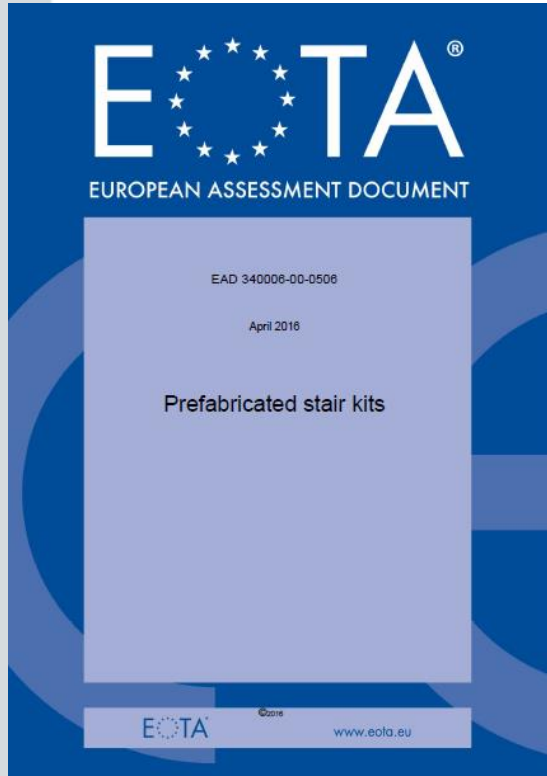 EOTA®
EUROPEAN ASSESSMENT DOCUMENT
EAD 340006-00-0506
April 2016
Prefabricated stair kits
©2016
EOTA
www.eota.eu